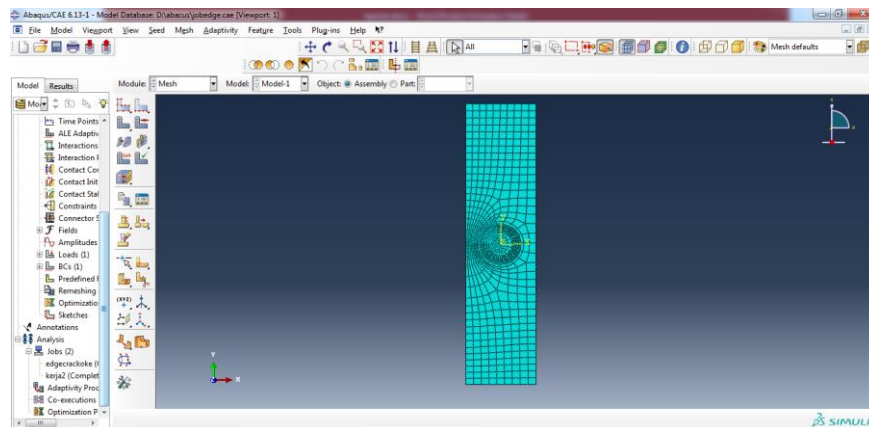 Abaqus/CAE 6.13-1 - Model Database: D:\abacus\jobedge.cae [Viewport: 1]
File Model Viewport View Seed Mesh Adaptivity Feature Tools Plug-ins Help
All
Mesh defaults
Model Results
Module: Mesh Model: Model-1 Object: Assembly Part:
Time Points
ALE Adaptiv
Interactions
Interaction
Contact Con
Contact Init
Contact Stal
Constraints
Connector S
Fields
Amplitudes
Loads (1)
BCs (1)
Predefined
Remeshing
Optimizatio
Sketches
Annotations
Analysis
Jobs (2)
edgecrackoke
kerja2 (Complet
Adaptivity Proc
Co-executions
Optimization P
Y
X
Z
SIMULI